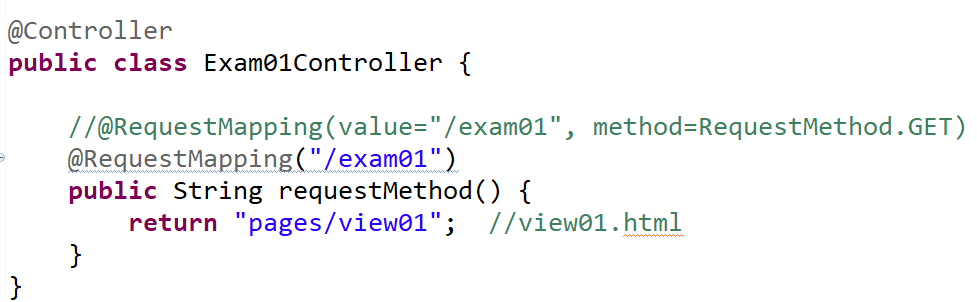 @Controller
public class Exam01Controller {
//@RequestMapping(value="/exam01", method=RequestMethod.GET)
@RequestMapping("/exam01")
public String requestMethod() {
return "pages/view01";  //view01.html
}
}